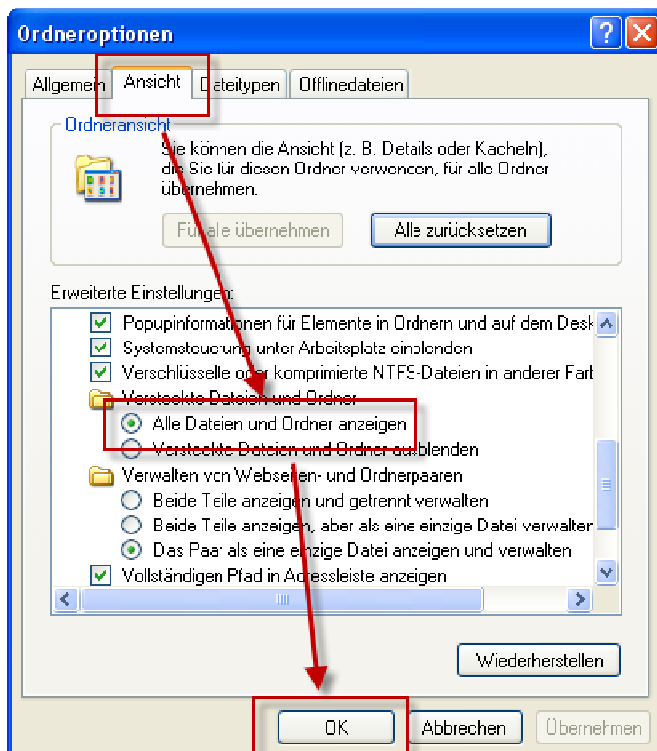 Ordneroptionen
Allgemein Ansicht Dateitypen Offlinedateien
Ordneransicht
Sie können die Ansicht (z. B. Details oder Kacheln),
die Sie für diesen Ordner verwenden, für alle Ordner
übernehmen.
Für alle übernehmen Alle zurücksetzen
Erweiterte Einstellungen:
Popupinformationen für Elemente in Ordnern und auf dem Desk
Systemsteuerung unter Arbeitsplatz einblenden
Verschlüsselte oder komprimierte NTFS-Dateien in anderer Farb
Versteckte Dateien und Ordner
Alle Dateien und Ordner anzeigen
Versteckte Dateien und Ordner ausblenden
Verwalten von Webseiten- und Ordnerpaaren
Beide Teile anzeigen und getrennt verwalten
Beide Teile anzeigen, aber als eine einzige Datei verwalten
Das Paar als eine einzige Datei anzeigen und verwalten
Vollständigen Pfad in Adressleiste anzeigen
Wiederherstellen
OK Abbrechen Übernehmen